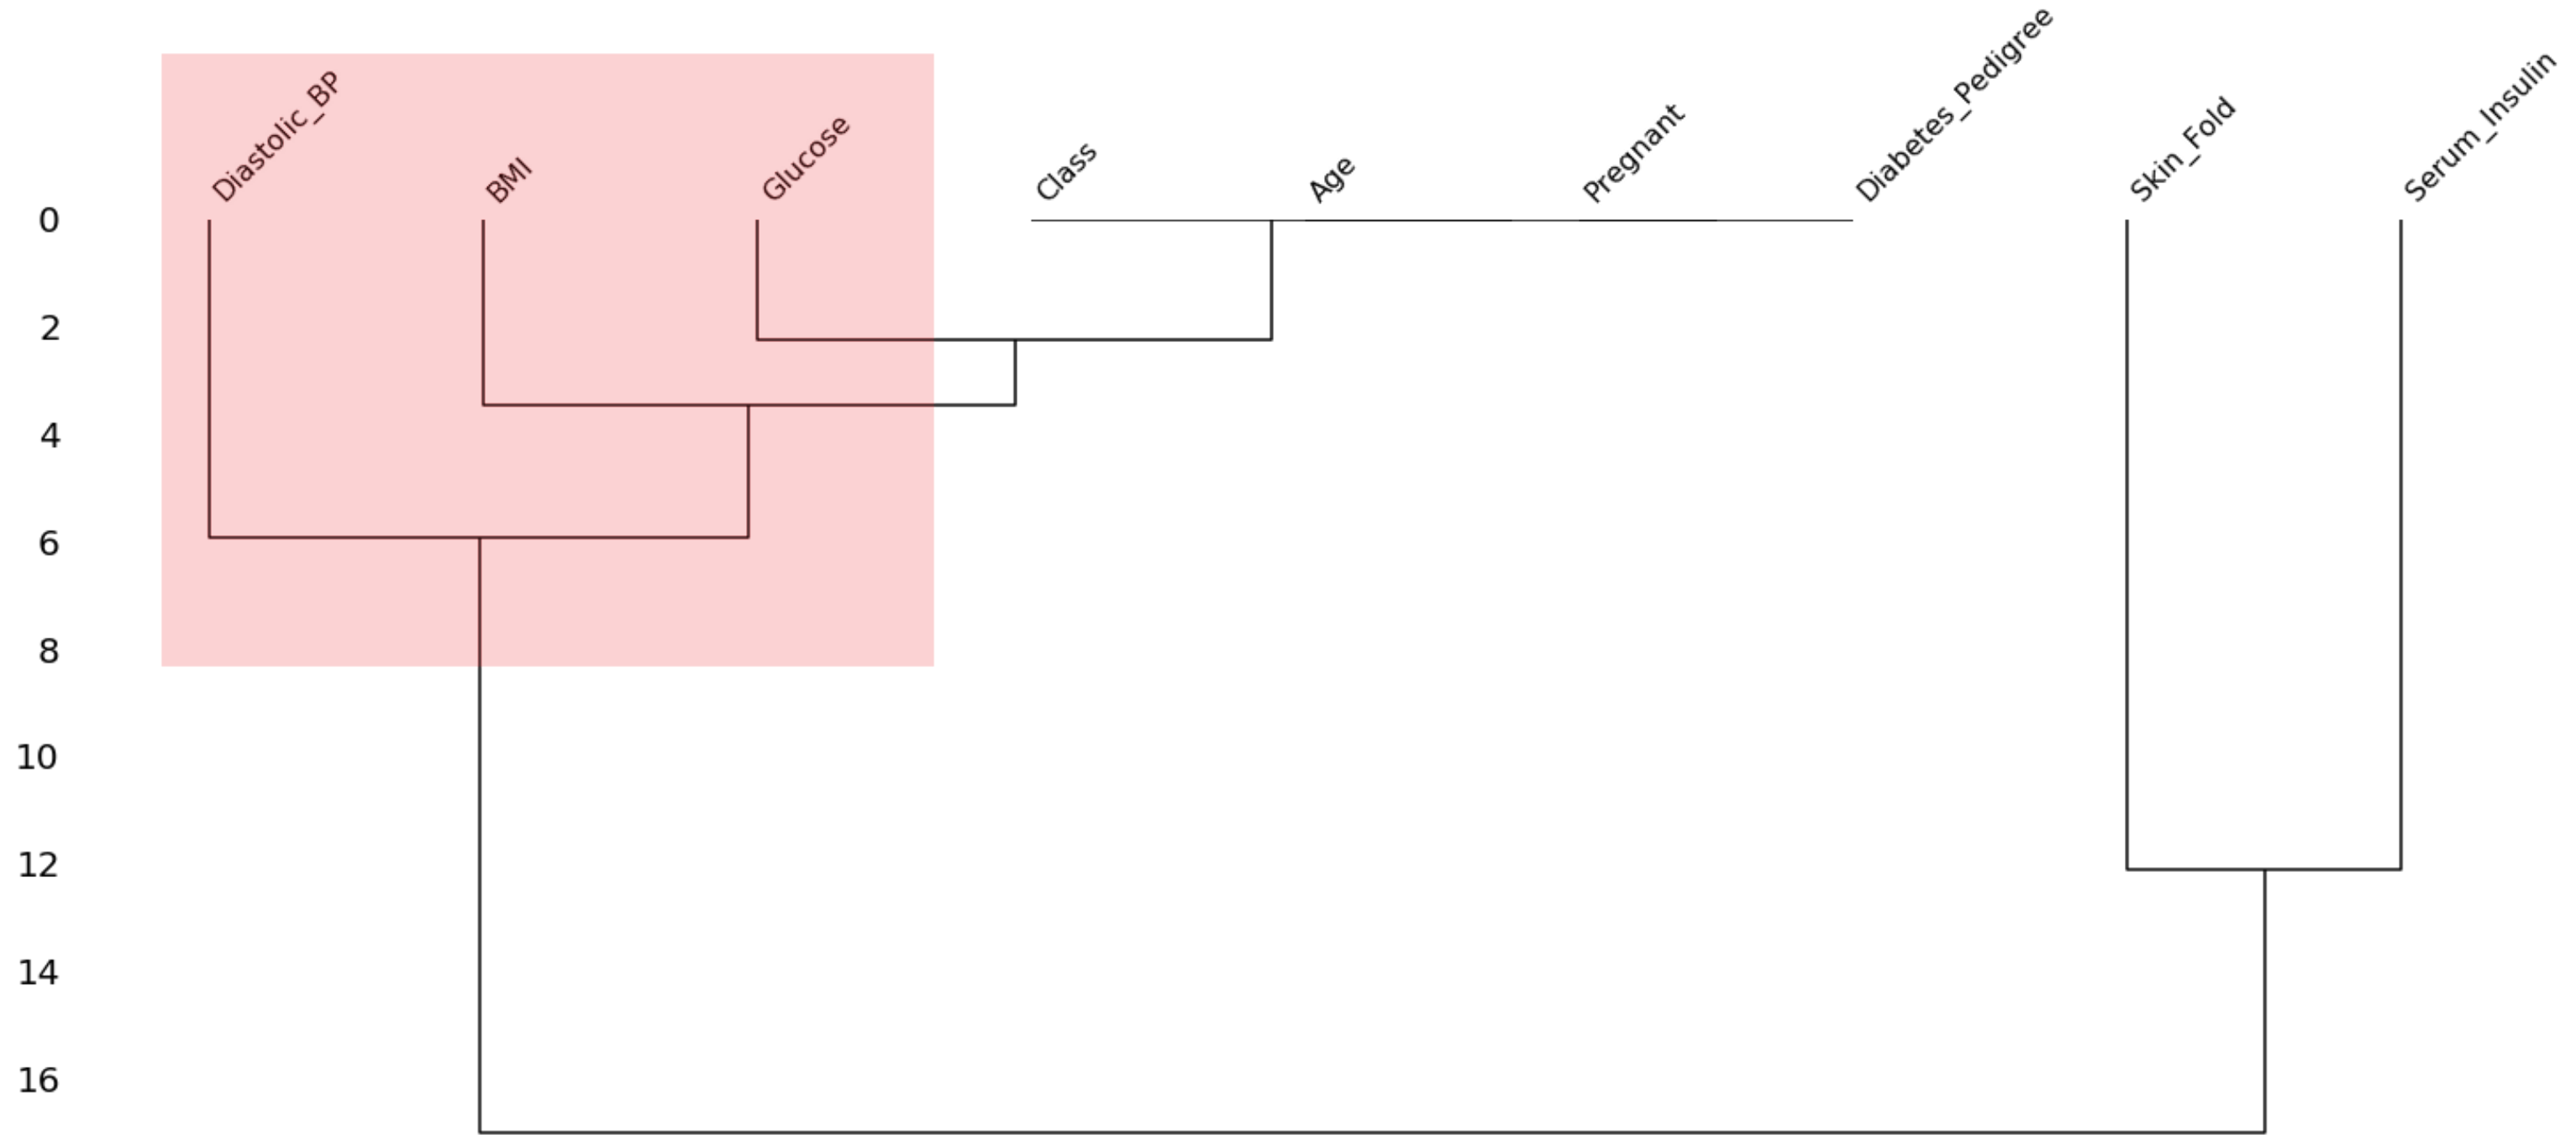 Diastolic_BP
BMI
Glucose
Class
Age
Pregnant
Diabetes_Pedigree
Skin_Fold
Serum_Insulin
0
2
4
6
8
10
12
14
16